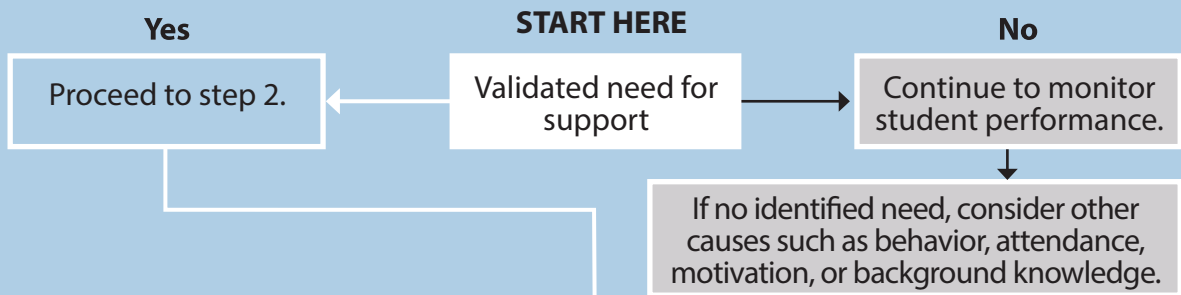 Yes
START HERE
No
Proceed to step 2.
Validated need for
support
Continue to monitor
student performance.
If no identified need, consider other
causes such as behavior, attendance,
motivation, or background knowledge.